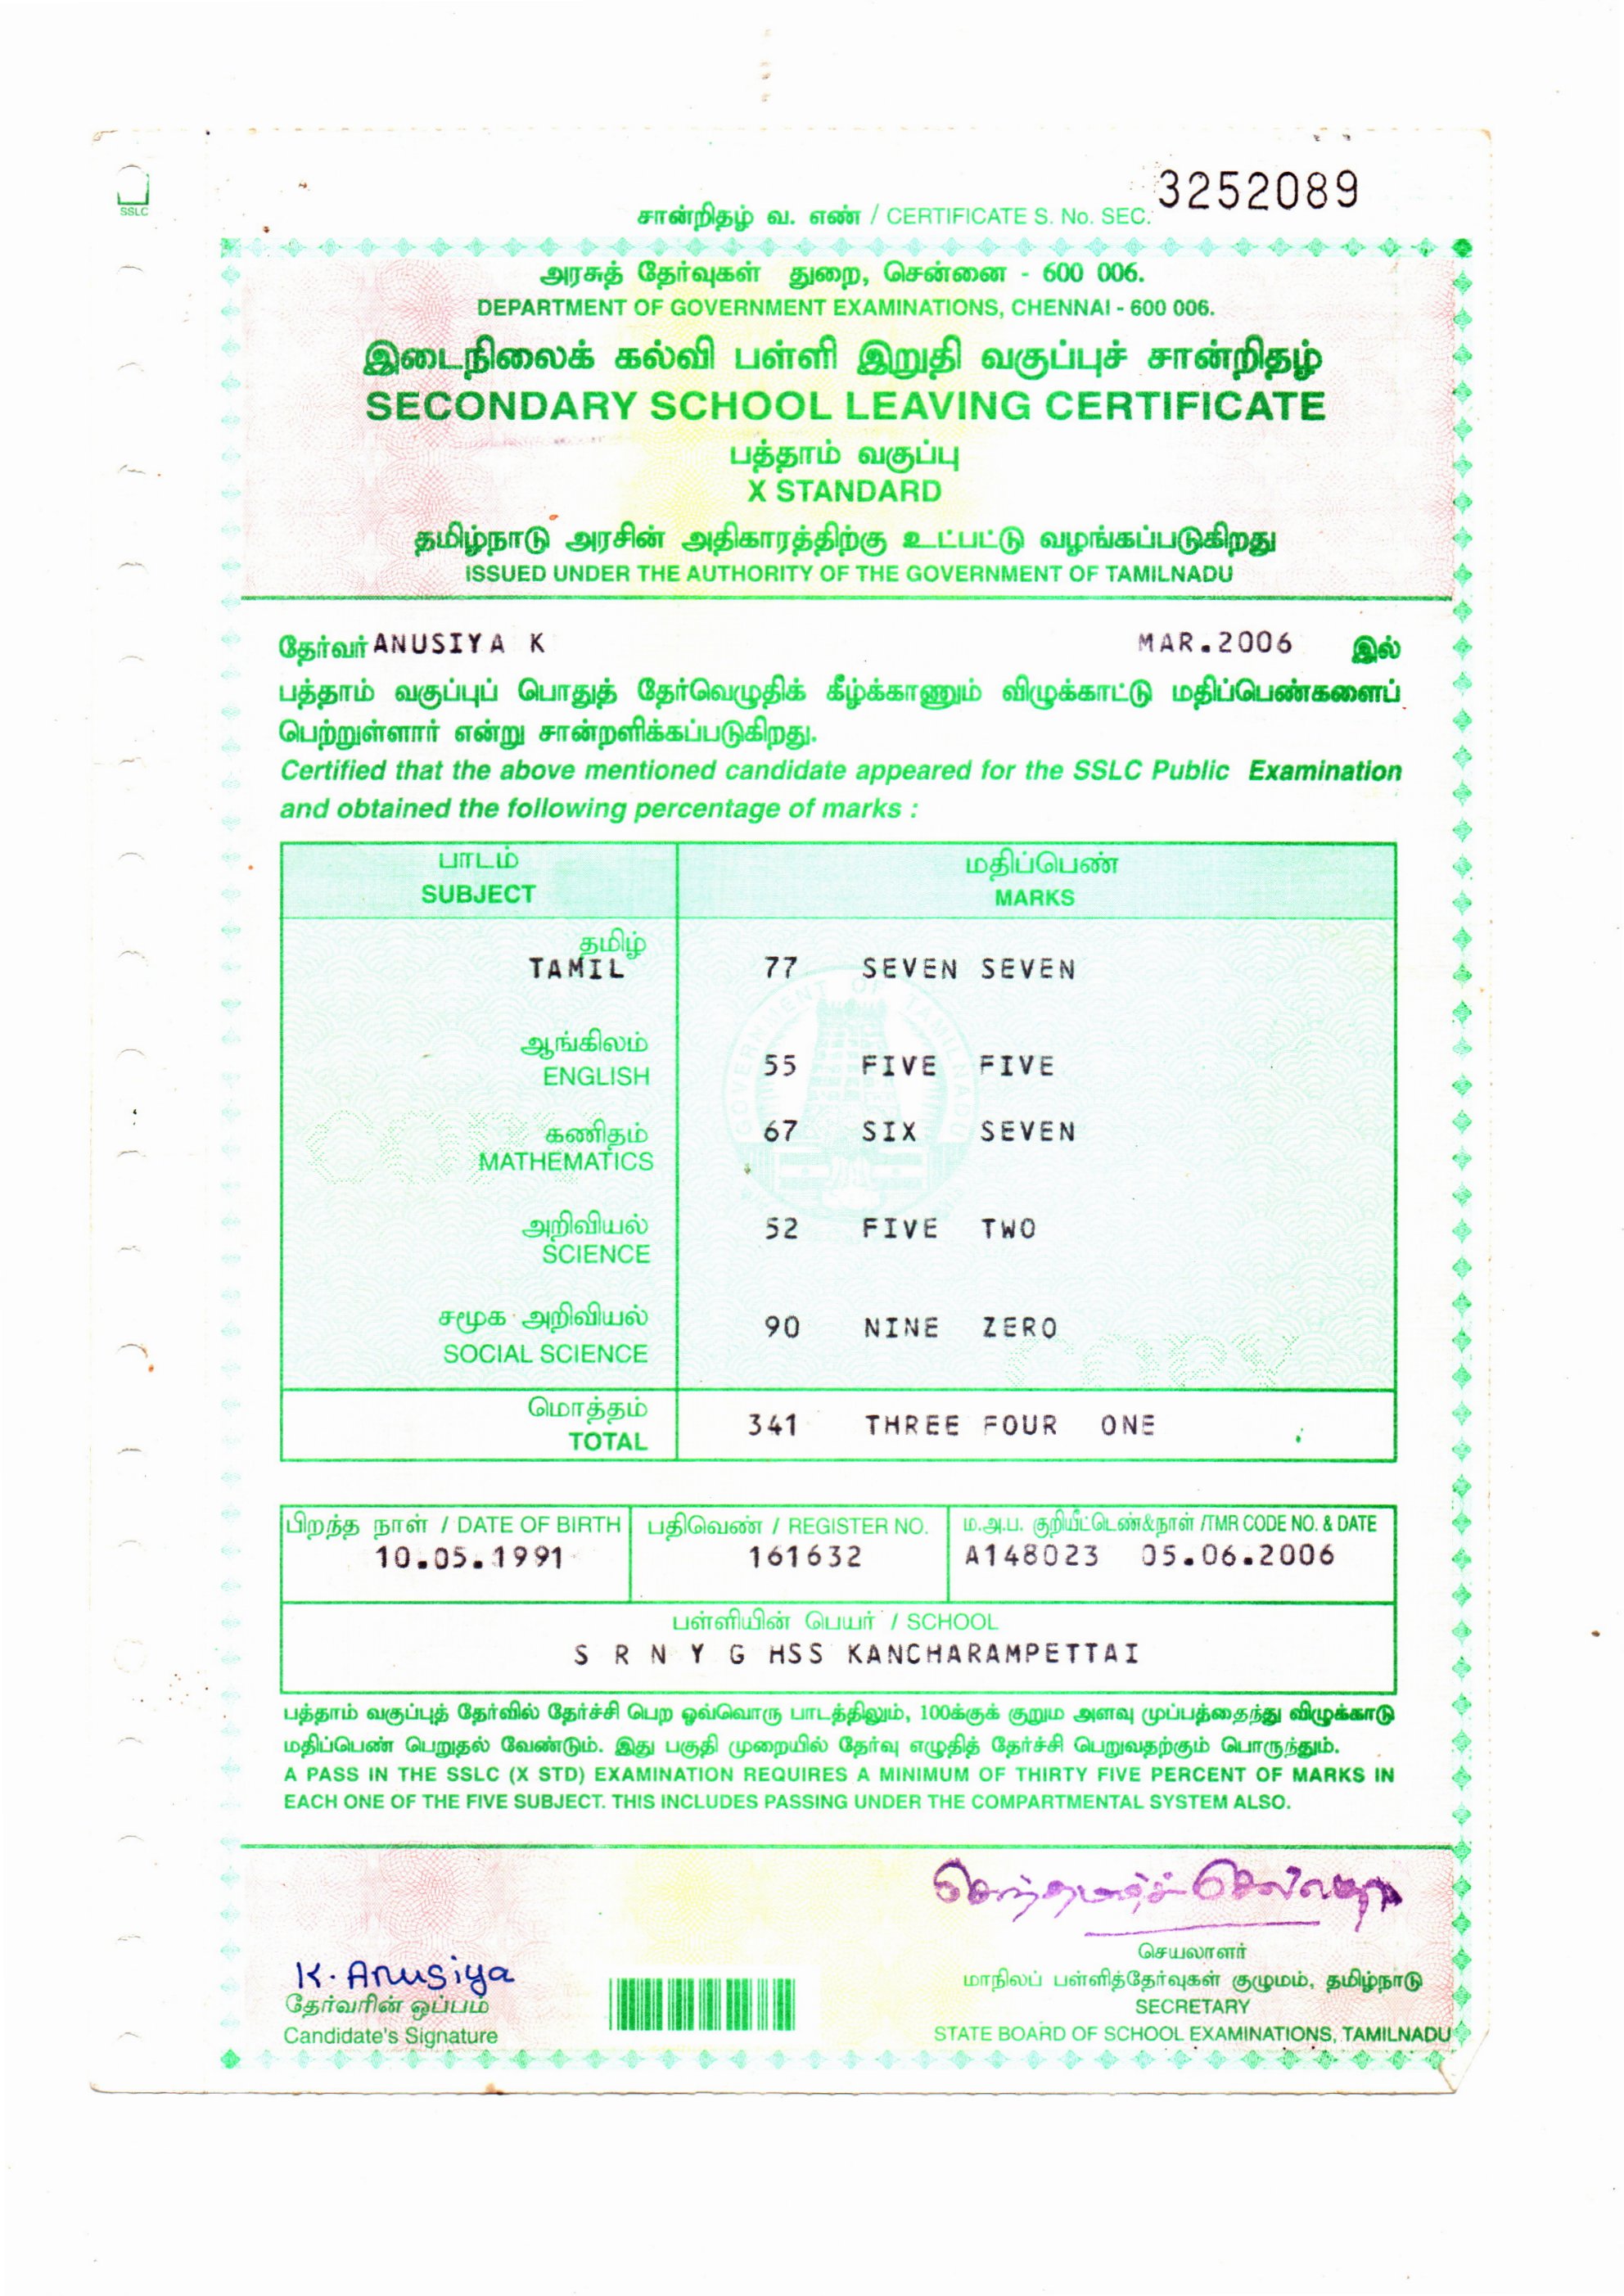 SSLC
3252089
சான்றிதழ் வ. எண் / CERTIFICATE S. No. SEC.
அரசுத் தேர்வுகள் துறை, சென்னை - 600 006.
DEPARTMENT OF GOVERNMENT EXAMINATIONS, CHENNAI - 600 006.
இடைநிலைக் கல்வி பள்ளி இறுதி வகுப்புச் சான்றிதழ்
SECONDARY SCHOOL LEAVING CERTIFICATE
பத்தாம் வகுப்பு
X STANDARD
தமிழ்நாடு அரசின் அதிகாரத்திற்கு உட்பட்டு வழங்கப்படுகிறது
ISSUED UNDER THE AUTHORITY OF THE GOVERNMENT OF TAMILNADU
தேர்வர் ANUSIYA K MAR.2006 இல்
பத்தாம் வகுப்புப் பொதுத் தேர்வெழுதிக் கீழ்க்காணும் விழுக்காட்டு மதிப்பெண்களைப்
பெற்றுள்ளார் என்று சான்றளிக்கப்படுகிறது.
Certified that the above mentioned candidate appeared for the SSLC Public Examination
and obtained the following percentage of marks :
பாடம் மதிப்பெண்
SUBJECT MARKS
தமிழ்
TAMIL 77 SEVEN SEVEN
ஆங்கிலம்
ENGLISH 55 FIVE FIVE
கணிதம்
MATHEMATICS 67 SIX SEVEN
அறிவியல்
SCIENCE 52 FIVE TWO
சமூக அறிவியல்
SOCIAL SCIENCE 90 NINE ZERO
GOVERNMENT OF TAMILNADU
COPY
மொத்தம்
TOTAL 341 THREE FOUR ONE
பிறந்த நாள் / DATE OF BIRTH பதிவெண் / REGISTER NO. ம.அ.ப. குறியீட்டெண்&நாள் /TMR CODE NO. & DATE
10.05.1991 161632 A148023 05.06.2006
பள்ளியின் பெயர் / SCHOOL
S R N Y G HSS KANCHARAMPETTAI
பத்தாம் வகுப்புத் தேர்வில் தேர்ச்சி பெற ஒவ்வொரு பாடத்திலும், 100க்குக் குறும அளவு முப்பத்தைந்து விழுக்காடு
மதிப்பெண் பெறுதல் வேண்டும். இது பகுதி முறையில் தேர்வு எழுதித் தேர்ச்சி பெறுவதற்கும் பொருந்தும்.
A PASS IN THE SSLC (X STD) EXAMINATION REQUIRES A MINIMUM OF THIRTY FIVE PERCENT OF MARKS IN
EACH ONE OF THE FIVE SUBJECT. THIS INCLUDES PASSING UNDER THE COMPARTMENTAL SYSTEM ALSO.
K. Anusiya
தேர்வரின் ஒப்பம்
Candidate's Signature
செயலாளர்
மாநிலப் பள்ளித்தேர்வுகள் குழுமம், தமிழ்நாடு
SECRETARY
STATE BOARD OF SCHOOL EXAMINATIONS, TAMILNADU